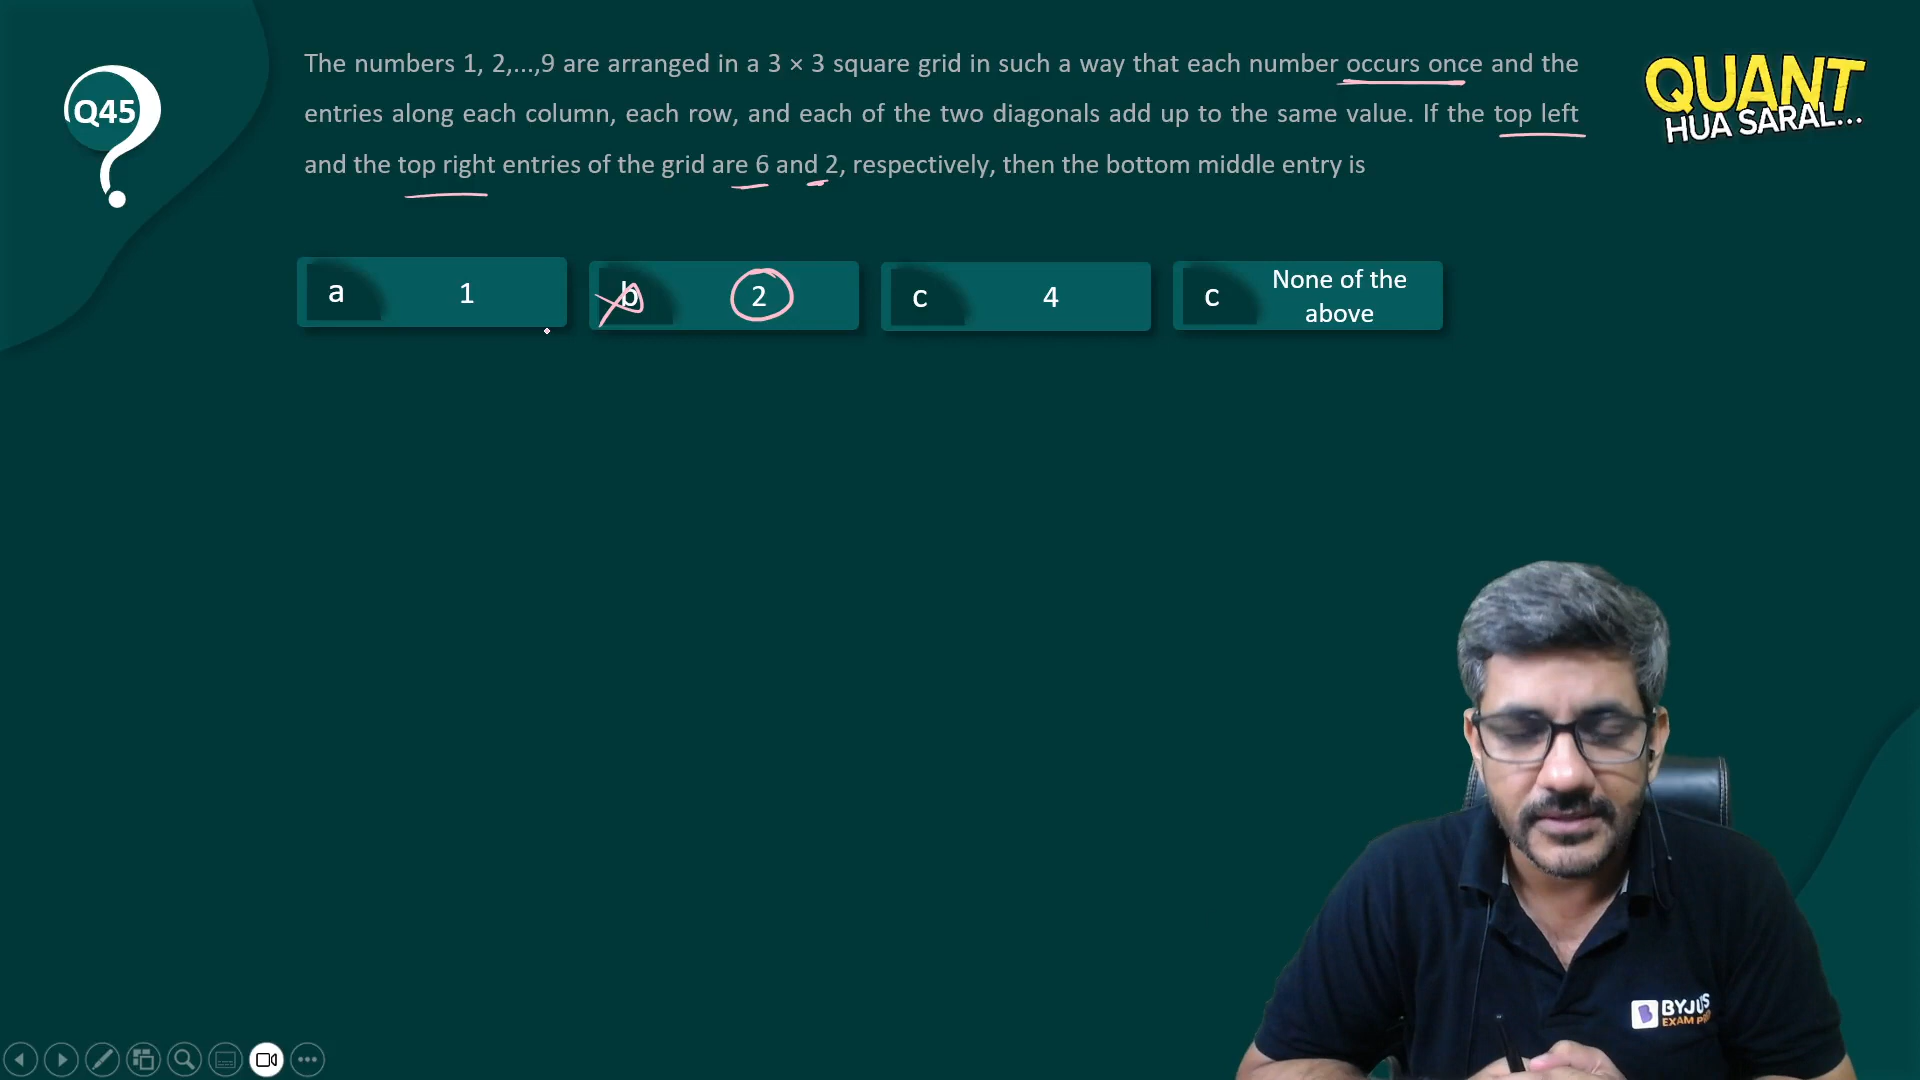 Q45
The numbers 1, 2,...,9 are arranged in a 3 × 3 square grid in such a way that each number occurs once and the
entries along each column, each row, and each of the two diagonals add up to the same value. If the top left
and the top right entries of the grid are 6 and 2, respectively, then the bottom middle entry is
QUANT
HUA SARAL...
a 1
b 2
c 4
c None of the
above
BYJU'S
EXAM P